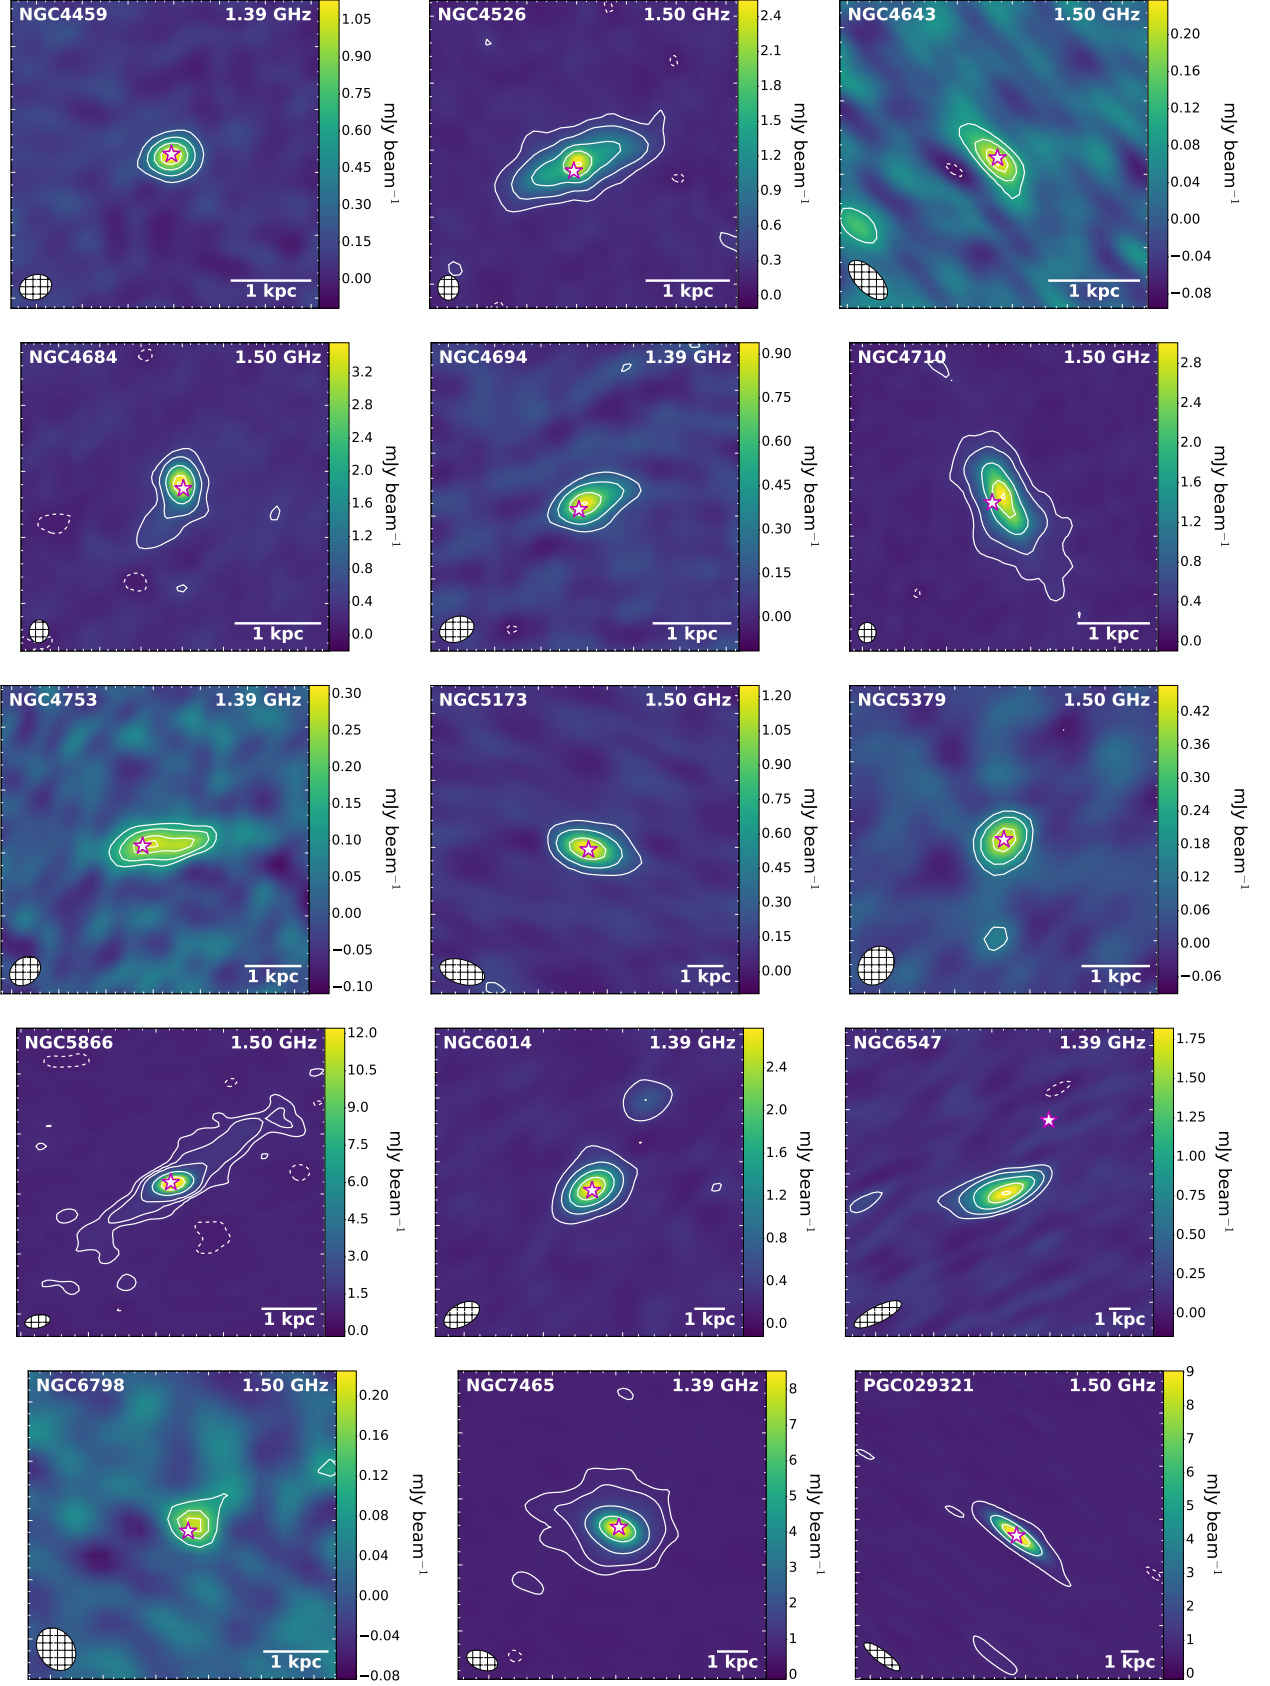 NGC4459 1.39 GHz
1 kpc
1.05
0.90
0.75
0.60
0.45
0.30
0.15
0.00
mJy beam−1
NGC4526 1.50 GHz
1 kpc
2.4
2.1
1.8
1.5
1.2
0.9
0.6
0.3
0.0
mJy beam−1
NGC4643 1.50 GHz
1 kpc
0.20
0.16
0.12
0.08
0.04
0.00
−0.04
−0.08
mJy beam−1
NGC4684 1.50 GHz
1 kpc
3.2
2.8
2.4
2.0
1.6
1.2
0.8
0.4
0.0
mJy beam−1
NGC4694 1.39 GHz
1 kpc
0.90
0.75
0.60
0.45
0.30
0.15
0.00
mJy beam−1
NGC4710 1.50 GHz
1 kpc
2.8
2.4
2.0
1.6
1.2
0.8
0.4
0.0
mJy beam−1
NGC4753 1.39 GHz
1 kpc
0.30
0.25
0.20
0.15
0.10
0.05
0.00
−0.05
−0.10
mJy beam−1
NGC5173 1.50 GHz
1 kpc
1.20
1.05
0.90
0.75
0.60
0.45
0.30
0.15
0.00
mJy beam−1
NGC5379 1.50 GHz
1 kpc
0.42
0.36
0.30
0.24
0.18
0.12
0.06
0.00
−0.06
mJy beam−1
NGC5866 1.50 GHz
1 kpc
12.0
10.5
9.0
7.5
6.0
4.5
3.0
1.5
0.0
mJy beam−1
NGC6014 1.39 GHz
1 kpc
2.4
2.0
1.6
1.2
0.8
0.4
0.0
mJy beam−1
NGC6547 1.39 GHz
1 kpc
1.75
1.50
1.25
1.00
0.75
0.50
0.25
0.00
mJy beam−1
NGC6798 1.50 GHz
1 kpc
0.20
0.16
0.12
0.08
0.04
0.00
−0.04
−0.08
mJy beam−1
NGC7465 1.39 GHz
1 kpc
8
7
6
5
4
3
2
1
0
mJy beam−1
PGC029321 1.50 GHz
1 kpc
9
8
7
6
5
4
3
2
1
0
mJy beam−1